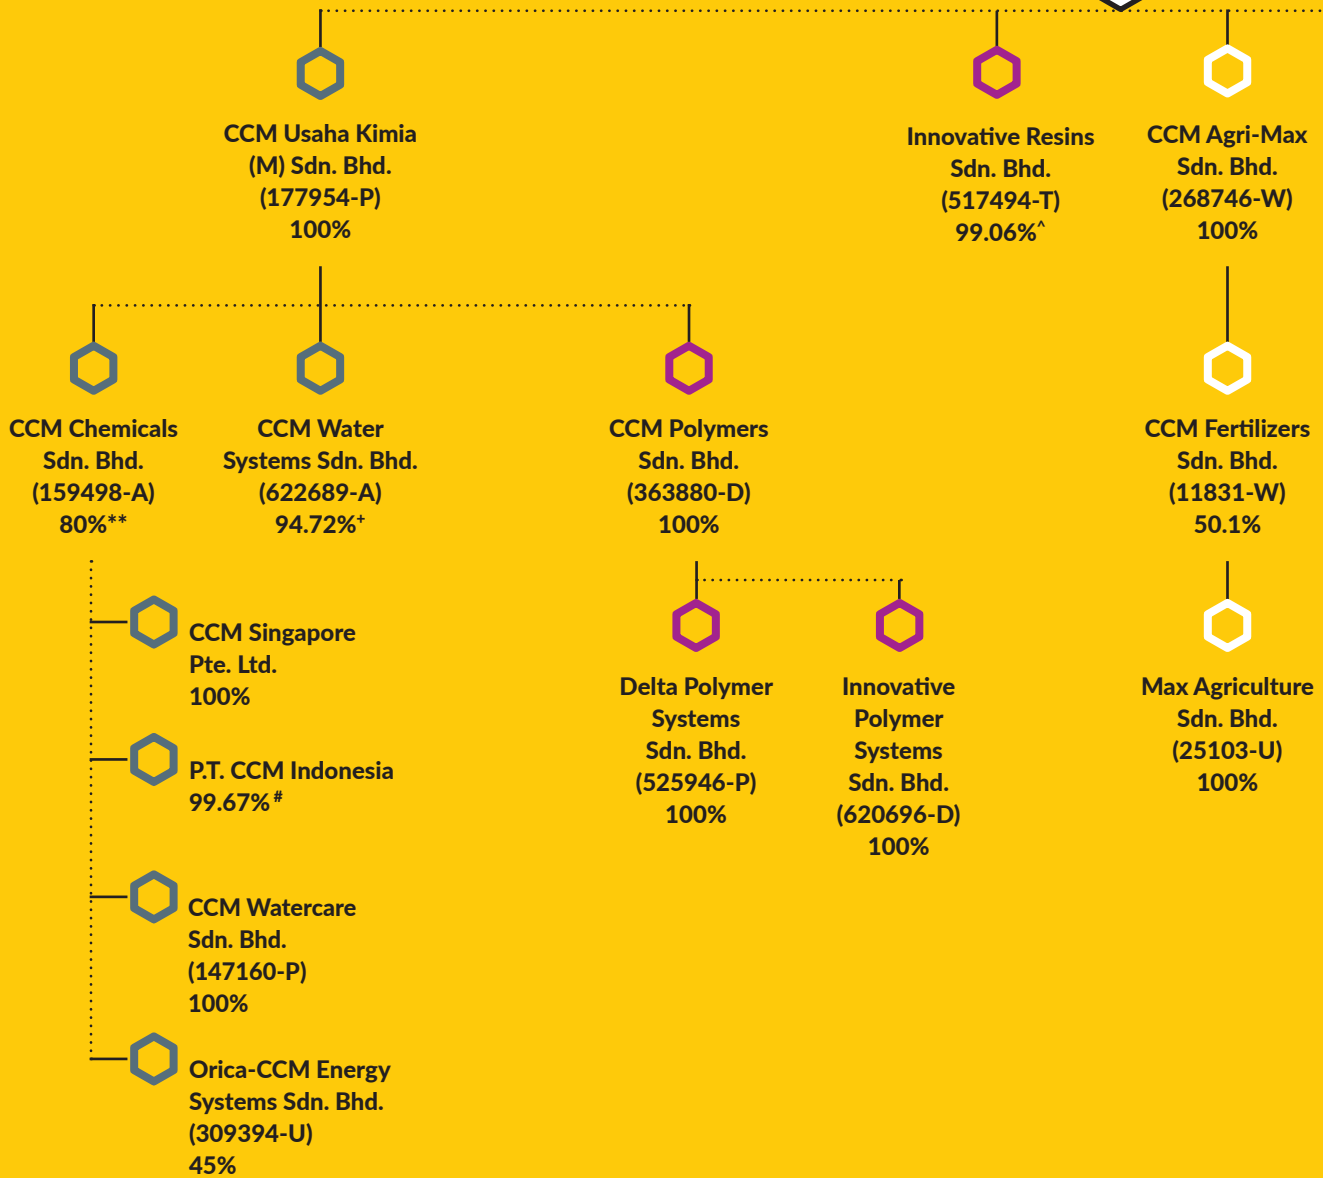 CCM Usaha Kimia
(M) Sdn. Bhd.
(177954-P)
100%
Innovative Resins
Sdn. Bhd.
(517494-T)
99.06%^
CCM Agri-Max
Sdn. Bhd.
(268746-W)
100%
CCM Chemicals
Sdn. Bhd.
(159498-A)
80%**
CCM Water
Systems Sdn. Bhd.
(622689-A)
94.72%+
CCM Polymers
Sdn. Bhd.
(363880-D)
100%
CCM Fertilizers
Sdn. Bhd.
(11831-W)
50.1%
CCM Singapore
Pte. Ltd.
100%
P.T. CCM Indonesia
99.67% #
CCM Watercare
Sdn. Bhd.
(147160-P)
100%
Orica-CCM Energy
Systems Sdn. Bhd.
(309394-U)
45%
Delta Polymer
Systems
Sdn. Bhd.
(525946-P)
100%
Innovative
Polymer
Systems
Sdn. Bhd.
(620696-D)
100%
Max Agriculture
Sdn. Bhd.
(25103-U)
100%